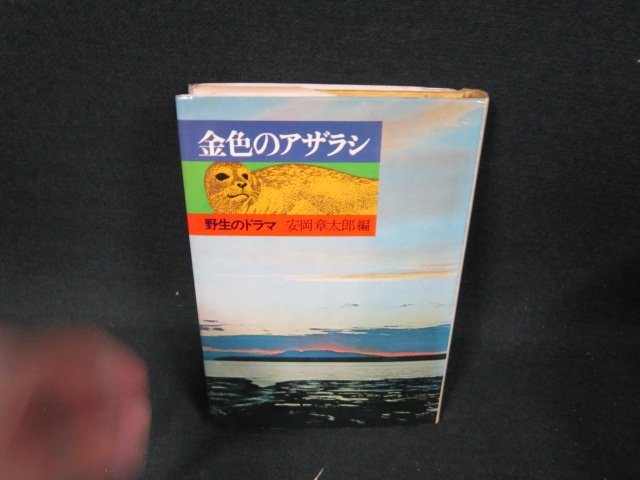 金色のアザラシ
野生のドラマ 安岡章太郎編